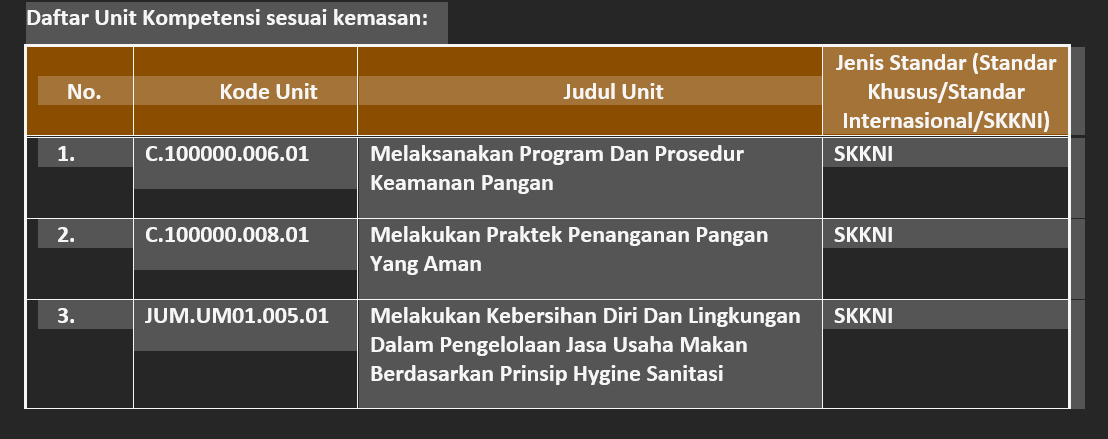 Daftar Unit Kompetensi sesuai kemasan:
No.
Kode Unit
Judul Unit
Jenis Standar (Standar
Khusus/Standar
Internasional/SKKNI)
1.
C.100000.006.01
Melaksanakan Program Dan Prosedur
Keamanan Pangan
SKKNI
2.
C.100000.008.01
Melakukan Praktek Penanganan Pangan
Yang Aman
SKKNI
3.
JUM.UM01.005.01
Melakukan Kebersihan Diri Dan Lingkungan
Dalam Pengelolaan Jasa Usaha Makan
Berdasarkan Prinsip Hygine Sanitasi
SKKNI